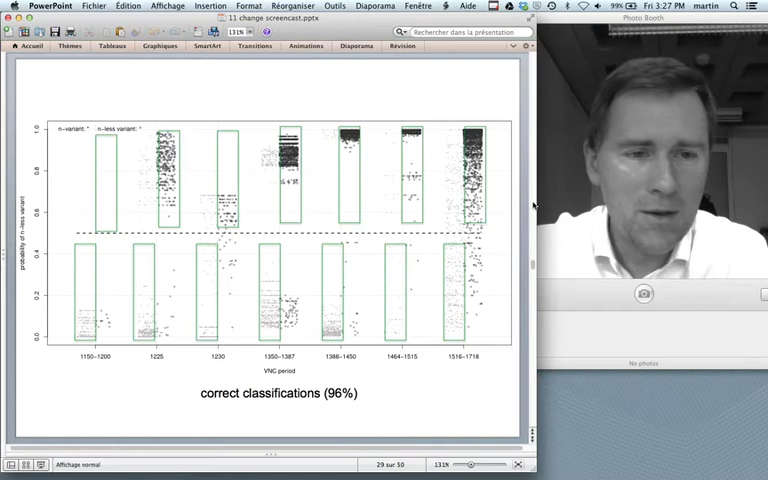 PowerPoint Fichier Édition Affichage Insertion Format Réorganiser Outils Diaporama Fenêtre Aide 99% Fri 3:27 PM martin
11 change screencast.pptx
Photo Booth
131% Rechercher dans la présentation
Accueil Thèmes Tableaux Graphiques SmartArt Transitions Animations Diaporama Révision
n-variant: " n-less variant: °
1.0
0.8
0.6
0.4
0.2
0.0
probability of n-less variant
1150-1200 1225 1230 1350-1387 1388-1450 1464-1515 1516-1718
VNC period
correct classifications (96%)
No photos
Affichage normal 29 sur 50 131%